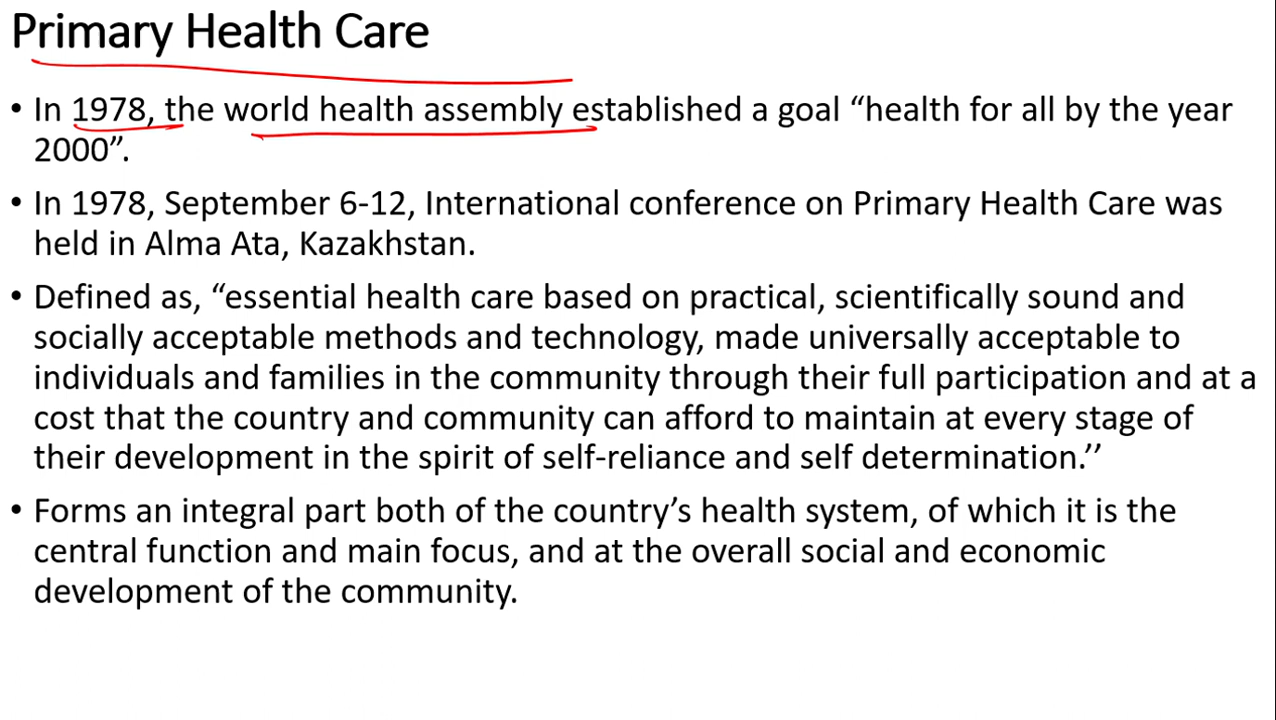 Primary Health Care
• In 1978, the world health assembly established a goal “health for all by the year
2000”.
• In 1978, September 6-12, International conference on Primary Health Care was
held in Alma Ata, Kazakhstan.
• Defined as, “essential health care based on practical, scientifically sound and
socially acceptable methods and technology, made universally acceptable to
individuals and families in the community through their full participation and at a
cost that the country and community can afford to maintain at every stage of
their development in the spirit of self-reliance and self determination.’’
• Forms an integral part both of the country’s health system, of which it is the
central function and main focus, and at the overall social and economic
development of the community.